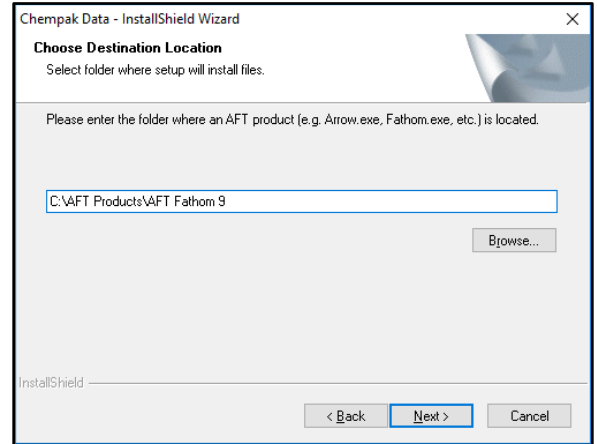 Chempak Data - InstallShield Wizard
Choose Destination Location
Select folder where setup will install files.
Please enter the folder where an AFT product (e.g. Arrow.exe, Fathom.exe, etc.) is located.
C:\AFT Products\AFT Fathom 9
Browse...
InstallShield
< Back
Next >
Cancel